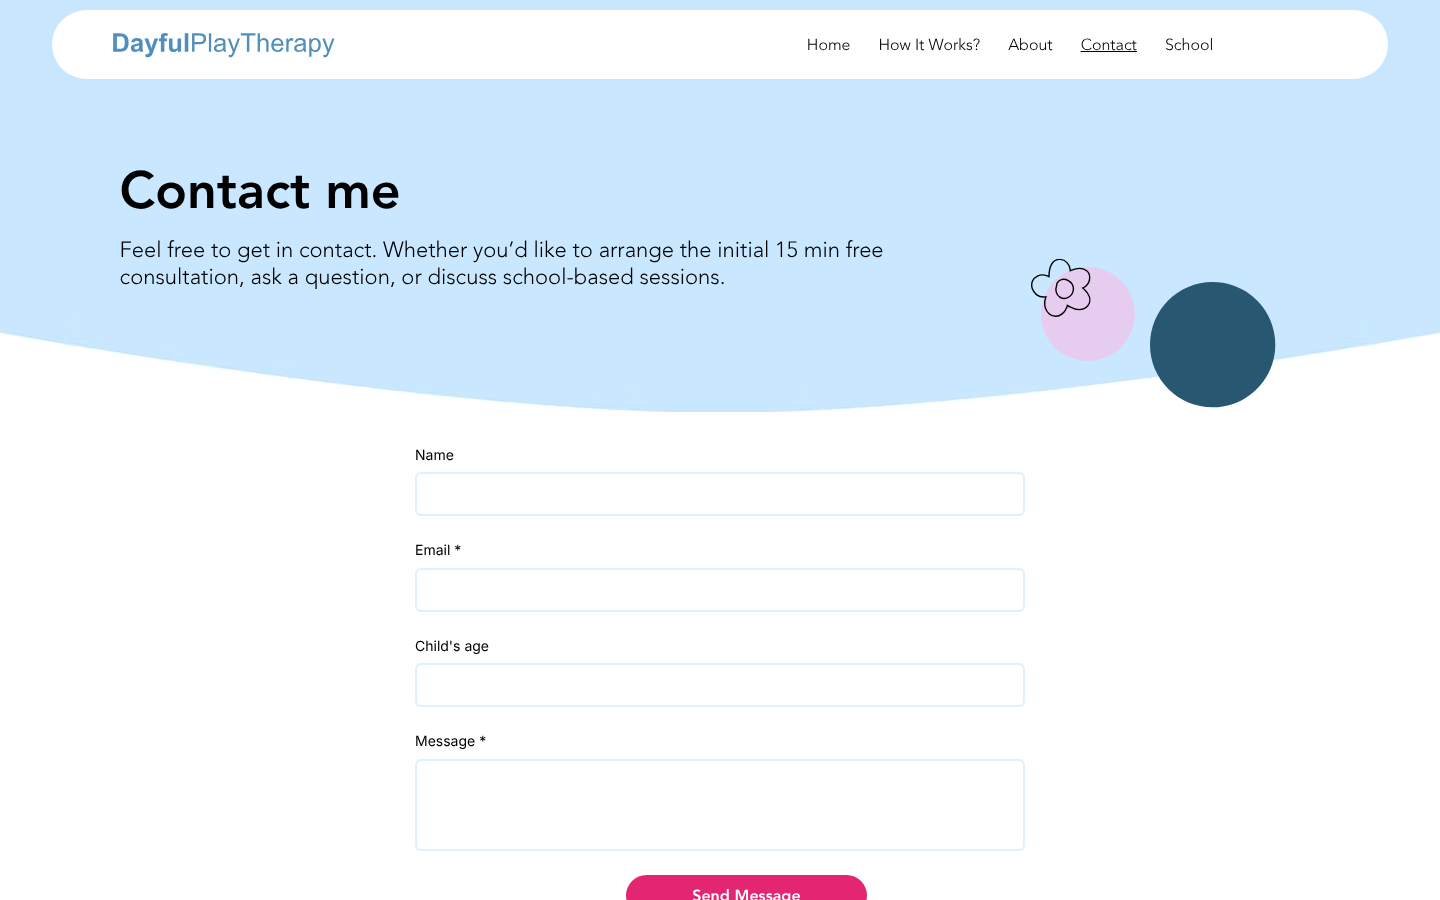 DayfulPlayTherapy
Home How It Works? About Contact School
Contact me
Feel free to get in contact. Whether you’d like to arrange the initial 15 min free
consultation, ask a question, or discuss school-based sessions.
Name
Email *
Child's age
Message *
Send Message